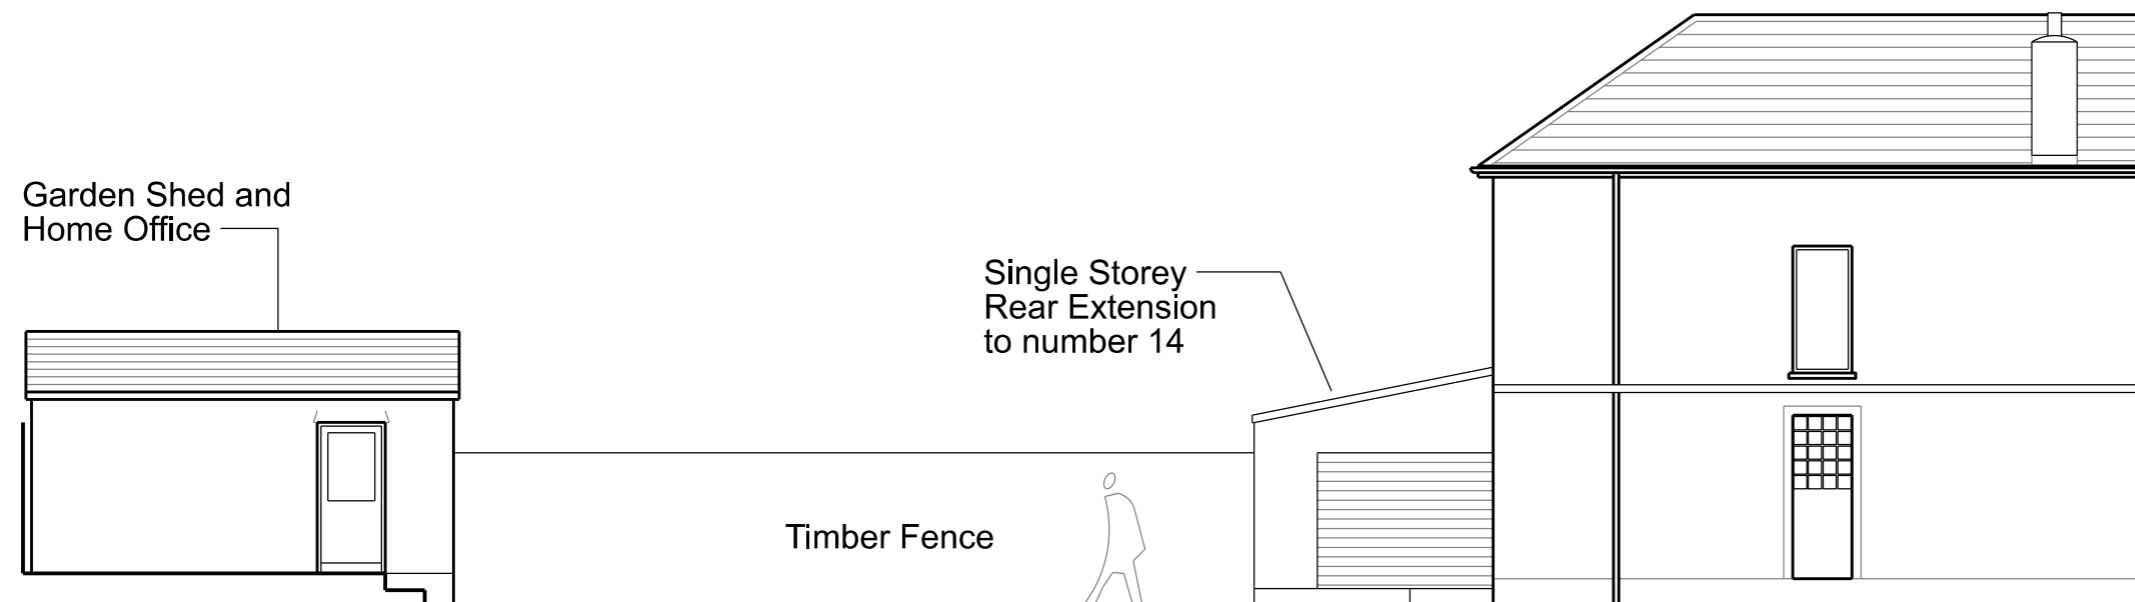 Garden Shed and
Home Office
Single Storey
Rear Extension
to number 14
Timber Fence